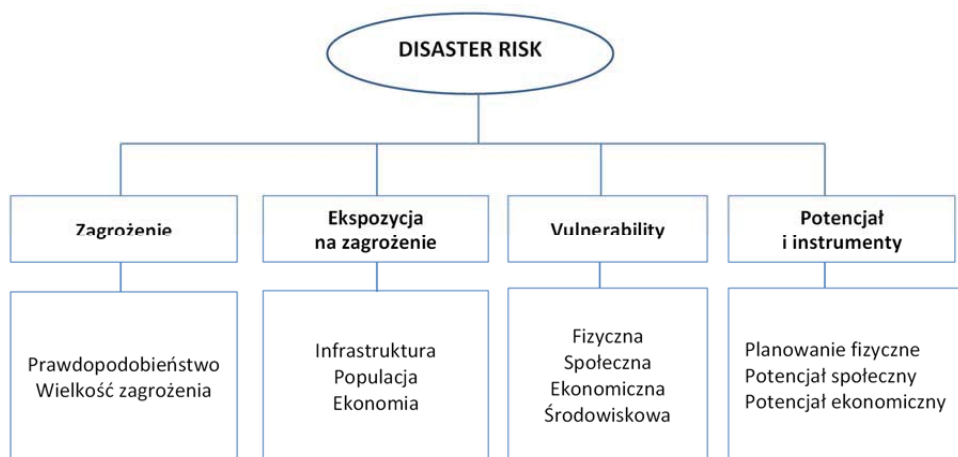 DISASTER RISK
Zagrożenie
Ekspozycja
na zagrożenie
Vulnerability
Potencjał
i instrumenty
Prawdopodobieństwo
Wielkość zagrożenia
Infrastruktura
Populacja
Ekonomia
Fizyczna
Społeczna
Ekonomiczna
Środowiskowa
Planowanie fizyczne
Potencjał społeczny
Potencjał ekonomiczny